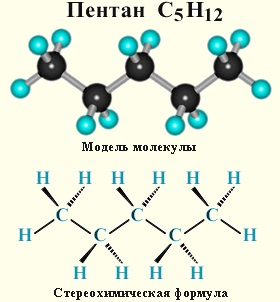 Пентан C5H12
Модель молекулы
H H H H H H
C C C
H C C H
H H H H
Стереохимическая формула